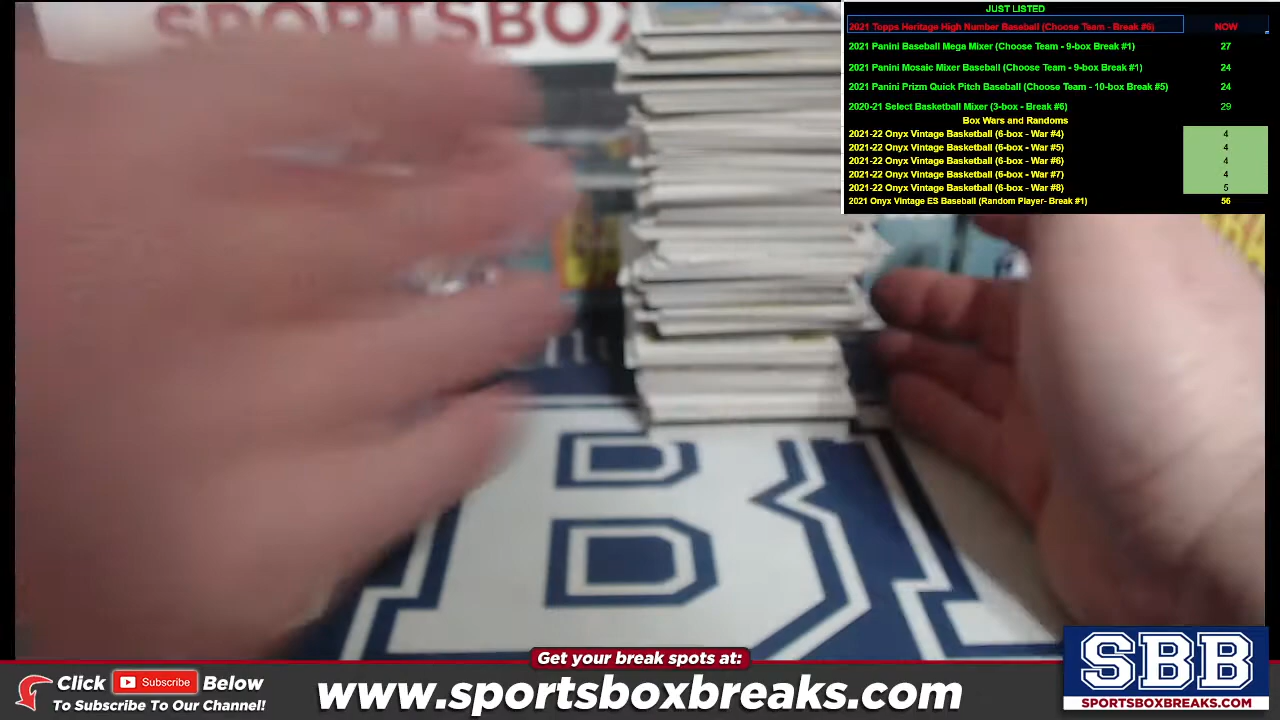 SPORTSBOX
JUST LISTED
2021 Topps Heritage High Number Baseball (Choose Team - Break #6) NOW
2021 Panini Baseball Mega Mixer (Choose Team - 9-box Break #1) 27
2021 Panini Mosaic Mixer Baseball (Choose Team - 9-box Break #1) 24
2021 Panini Prizm Quick Pitch Baseball (Choose Team - 10-box Break #5) 24
2020-21 Select Basketball Mixer (3-box - Break #6) 29
Box Wars and Randoms
2021-22 Onyx Vintage Basketball (6-box - War #4) 4
2021-22 Onyx Vintage Basketball (6-box - War #5) 4
2021-22 Onyx Vintage Basketball (6-box - War #6) 4
2021-22 Onyx Vintage Basketball (6-box - War #7) 4
2021-22 Onyx Vintage Basketball (6-box - War #8) 5
2021 Onyx Vintage ES Baseball (Random Player- Break #1) 56
B
Get your break spots at:
Click Subscribe Below
To Subscribe To Our Channel!
www.sportsboxbreaks.com
SBB
SPORTSBOXBREAKS.COM